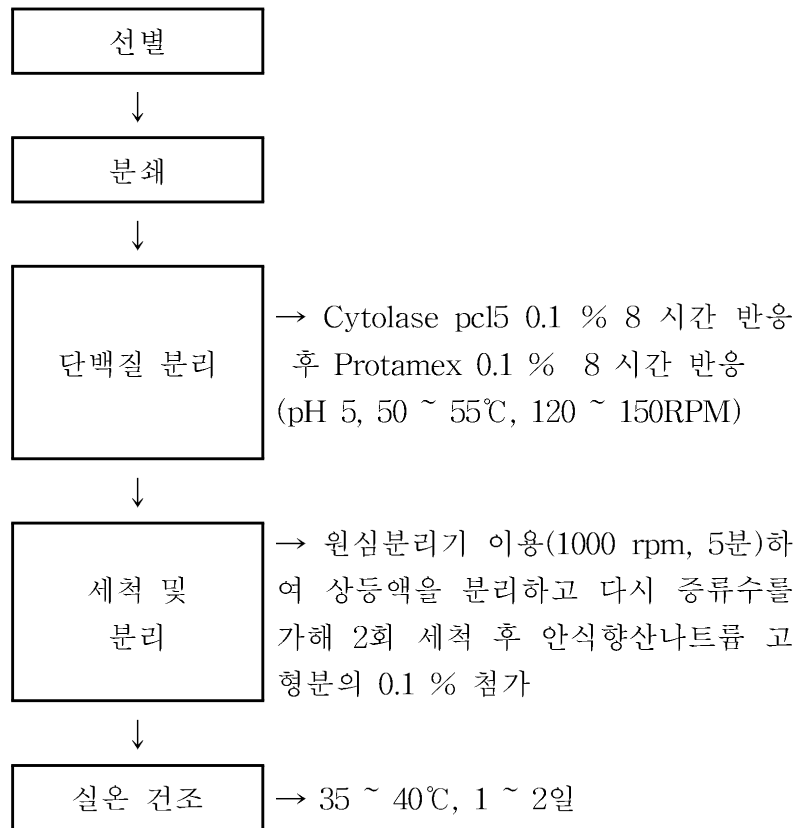 선별
↓
분쇄
↓
단백질 분리
→ Cytolase pcl5 0.1 % 8 시간 반응
후 Protamex 0.1 % 8 시간 반응
(pH 5, 50 ~ 55℃, 120 ~ 150RPM)
↓
세척 및
분리
→ 원심분리기 이용(1000 rpm, 5분)하
여 상등액을 분리하고 다시 증류수를
가해 2회 세척 후 안식향산나트륨 고
형분의 0.1 % 첨가
↓
실온 건조
→ 35 ~ 40℃, 1 ~ 2일